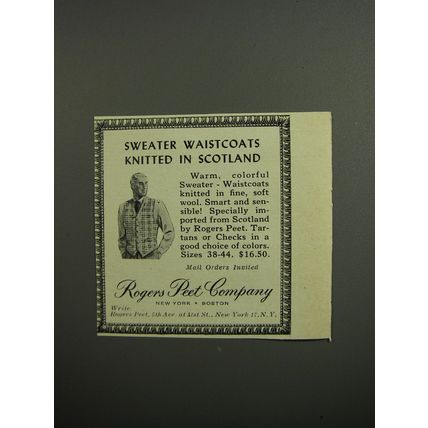 SWEATER WAISTCOATS
KNITTED IN SCOTLAND
Warm, colorful
Sweater - Waistcoats
knitted in fine, soft
wool. Smart and sen-
sible! Specially im-
ported from Scotland
by Rogers Peet. Tar-
tans or Checks in a
good choice of colors.
Sizes 38-44. $16.50.
Mail Orders Invited
Rogers Peet Company
NEW YORK • BOSTON
Write:
Rogers Peet, 5th Ave. at 41st St., New York 17, N.Y.